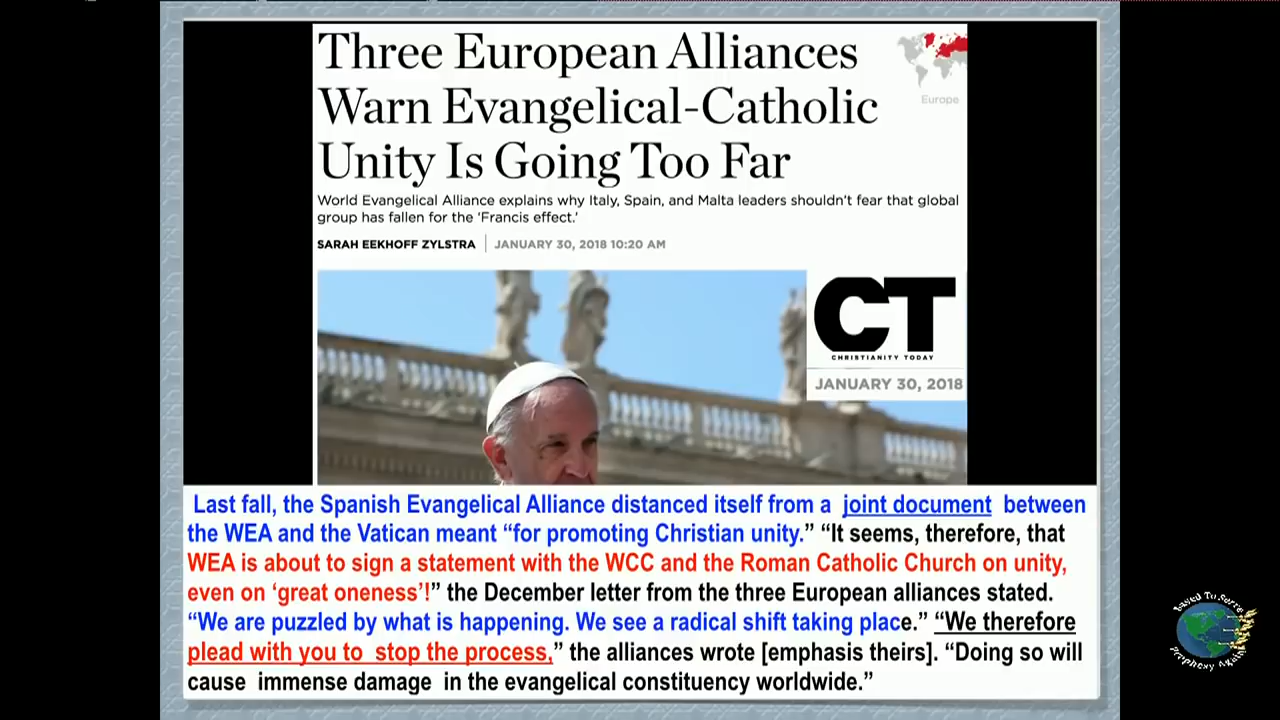 Three European Alliances
Warn Evangelical-Catholic
Unity Is Going Too Far
Europe
World Evangelical Alliance explains why Italy, Spain, and Malta leaders shouldn't fear that global
group has fallen for the 'Francis effect.'
SARAH EEKHOFF ZYLSTRA | JANUARY 30, 2018 10:20 AM
CT
CHRISTIANITY TODAY
JANUARY 30, 2018
Last fall, the Spanish Evangelical Alliance distanced itself from a joint document between
the WEA and the Vatican meant “for promoting Christian unity.” “It seems, therefore, that
WEA is about to sign a statement with the WCC and the Roman Catholic Church on unity,
even on ‘great oneness’!” the December letter from the three European alliances stated.
“We are puzzled by what is happening. We see a radical shift taking place.” “We therefore
plead with you to stop the process,” the alliances wrote [emphasis theirs]. “Doing so will
cause immense damage in the evangelical constituency worldwide.”
Prophecy Again